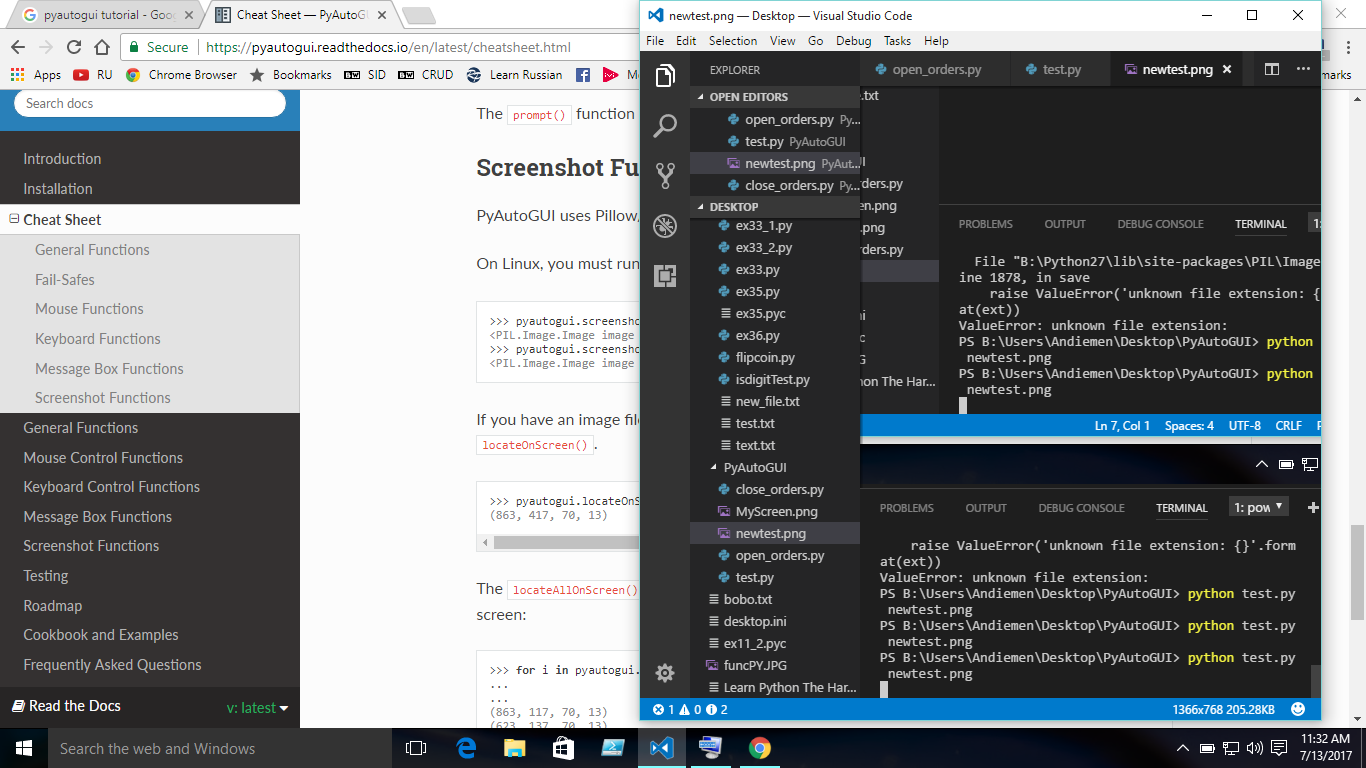 pyautogui tutorial - Goo
Cheat Sheet — PyAutoG
Secure
https://pyautogui.readthedocs.io/en/latest/cheatsheet.html
Apps
RU
Chrome Browser
Bookmarks
SID
CRUD
Learn Russian
marks
Search docs
Introduction
Installation
Cheat Sheet
General Functions
Fail-Safes
Mouse Functions
Keyboard Functions
Message Box Functions
Screenshot Functions
General Functions
Mouse Control Functions
Keyboard Control Functions
Message Box Functions
Screenshot Functions
Testing
Roadmap
Cookbook and Examples
Frequently Asked Questions
Read the Docs
v: latest
The prompt() function
Screenshot Fu
PyAutoGUI uses Pillow,
On Linux, you must run
>>> pyautogui.screensho
<PIL.Image.Image image
>>> pyautogui.screensho
<PIL.Image.Image image
If you have an image file
locateOnScreen().
>>> pyautogui.locateOnS
(863, 417, 70, 13)
The locateAllOnScreen()
screen:
>>> for i in pyautogui.
...
...
(863, 117, 70, 13)
(623, 137, 70, 13)
newtest.png — Desktop — Visual Studio Code
File Edit Selection View Go Debug Tasks Help
EXPLORER
OPEN EDITORS
open_orders.py Py...
test.py PyAutoGUI
newtest.png PyAut...
close_orders.py Py...
DESKTOP
ex33_1.py
ex33_2.py
ex33.py
ex35.py
ex35.pyc
ex36.py
flipcoin.py
isdigitTest.py
new_file.txt
test.txt
text.txt
PyAutoGUI
close_orders.py
MyScreen.png
newtest.png
open_orders.py
test.py
bobo.txt
desktop.ini
ex11_2.pyc
funcPY.JPG
Learn Python The Har...
open_orders.py
test.py
newtest.png
.txt
JI
ders.py
en.png
.png
ders.py
ni
c
G
hon The Har...
PROBLEMS OUTPUT DEBUG CONSOLE TERMINAL 1:
File "B:\Python27\lib\site-packages\PIL\Image
ine 1878, in save
raise ValueError('unknown file extension: {
at(ext))
ValueError: unknown file extension:
PS B:\Users\Andiemen\Desktop\PyAutoGUI> python
newtest.png
PS B:\Users\Andiemen\Desktop\PyAutoGUI> python
newtest.png
Ln 7, Col 1 Spaces: 4 UTF-8 CRLF
PROBLEMS OUTPUT DEBUG CONSOLE TERMINAL 1: pow
raise ValueError('unknown file extension: {}'.form
at(ext))
ValueError: unknown file extension:
PS B:\Users\Andiemen\Desktop\PyAutoGUI> python test.py
newtest.png
PS B:\Users\Andiemen\Desktop\PyAutoGUI> python test.py
newtest.png
PS B:\Users\Andiemen\Desktop\PyAutoGUI> python test.py
newtest.png
1 0 2
1366x768 205.28KB
Search the web and Windows
11:32 AM
7/13/2017